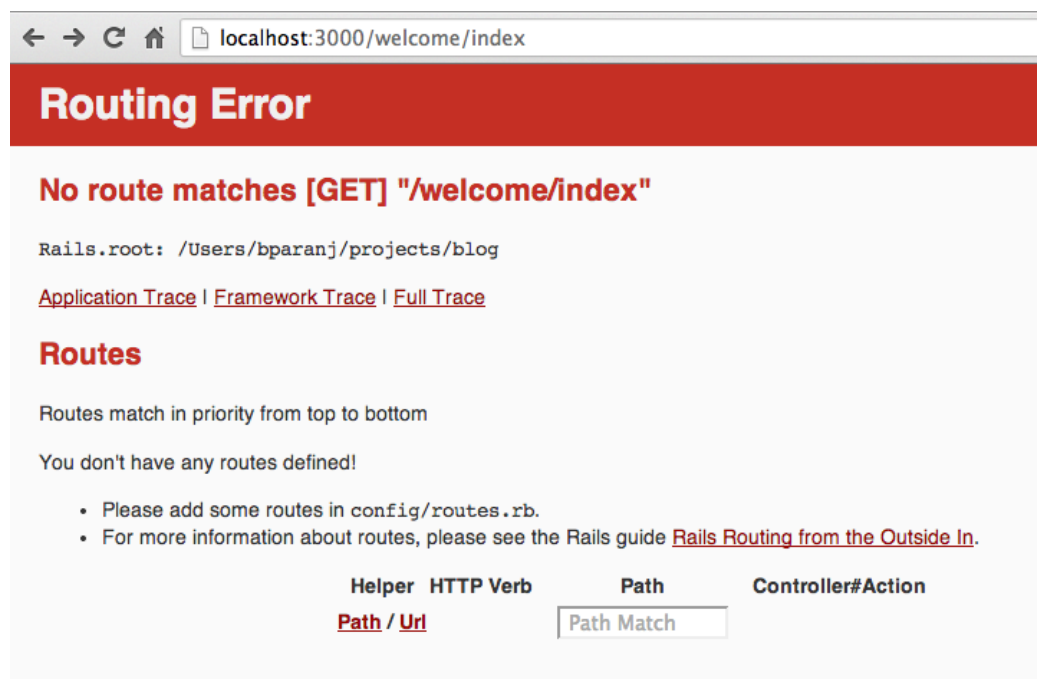 localhost:3000/welcome/index
Routing Error
No route matches [GET] "/welcome/index"
Rails.root: /Users/bparanj/projects/blog
Application Trace | Framework Trace | Full Trace
Routes
Routes match in priority from top to bottom
You don't have any routes defined!
• Please add some routes in config/routes.rb.
• For more information about routes, please see the Rails guide Rails Routing from the Outside In.
Helper HTTP Verb Path Controller#Action
Path / Url Path Match